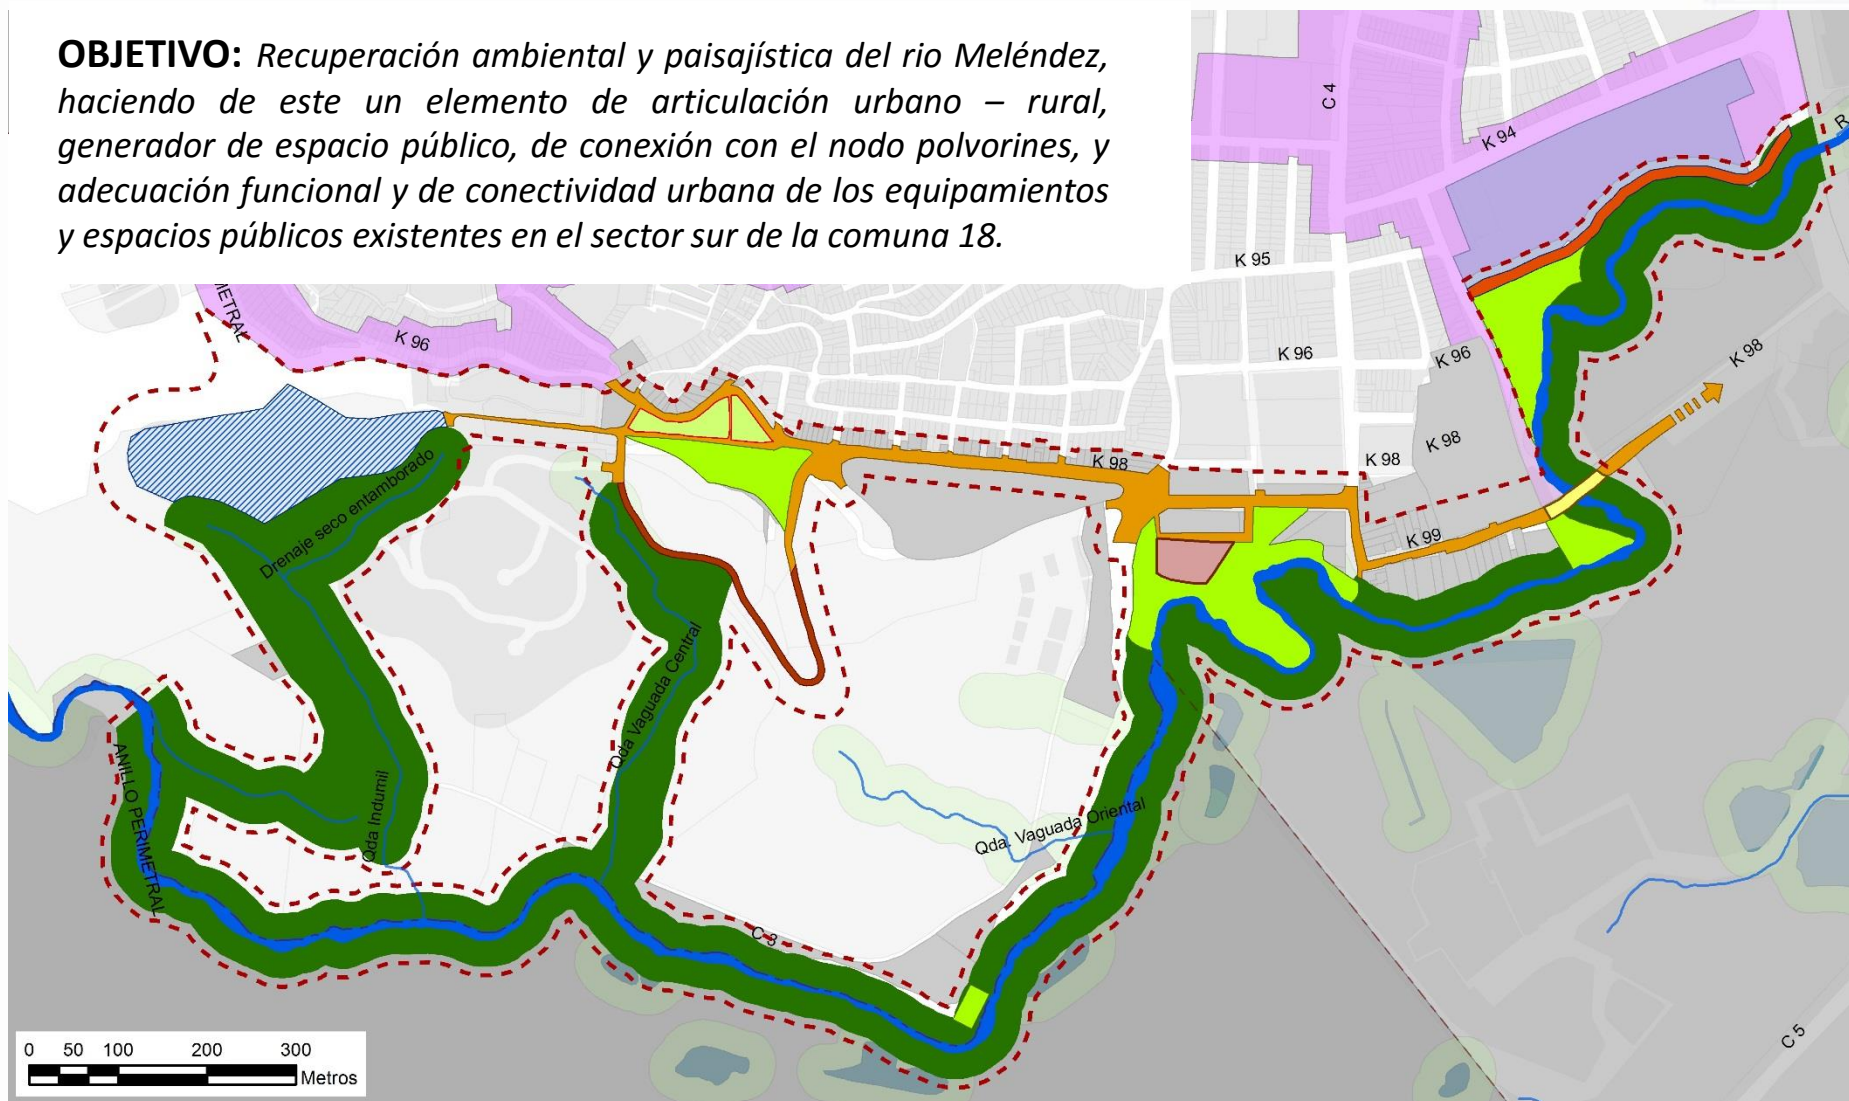 OBJETIVO: Recuperación ambiental y paisajística del rio Meléndez,
haciendo de este un elemento de articulación urbano – rural,
generador de espacio público, de conexión con el nodo polvorines, y
adecuación funcional y de conectividad urbana de los equipamientos
y espacios públicos existentes en el sector sur de la comuna 18.
C 4
K 94
R
K 95
METRAL
K 96
K 96
K 96
K 98
K 98
K 98
K 98
K 99
Drenaje seco entamborado
Qda Vaguada Central
ANILLO PERIMETRAL
Qda Indumil
Qda. Vaguada Oriental
C 3
C 5
0 50 100 200 300
Metros